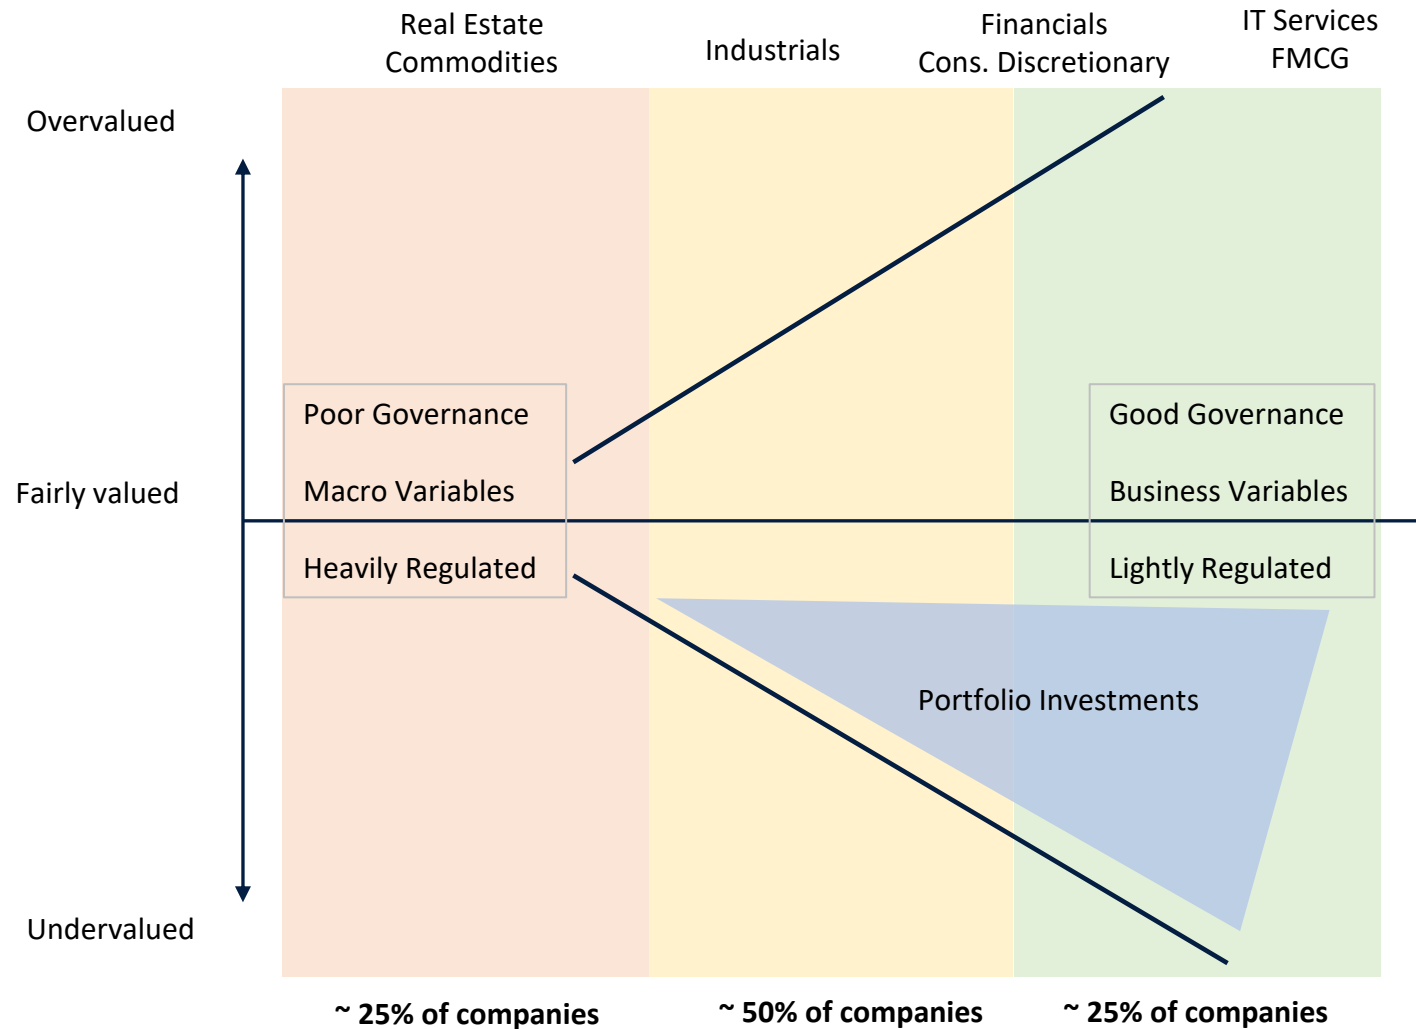 Real Estate
Commodities
Industrials
Financials
Cons. Discretionary
IT Services
FMCG
Overvalued
Poor Governance
Good Governance
Fairly valued
Macro Variables
Business Variables
Heavily Regulated
Lightly Regulated
Portfolio Investments
Undervalued
~ 25% of companies
~ 50% of companies
~ 25% of companies